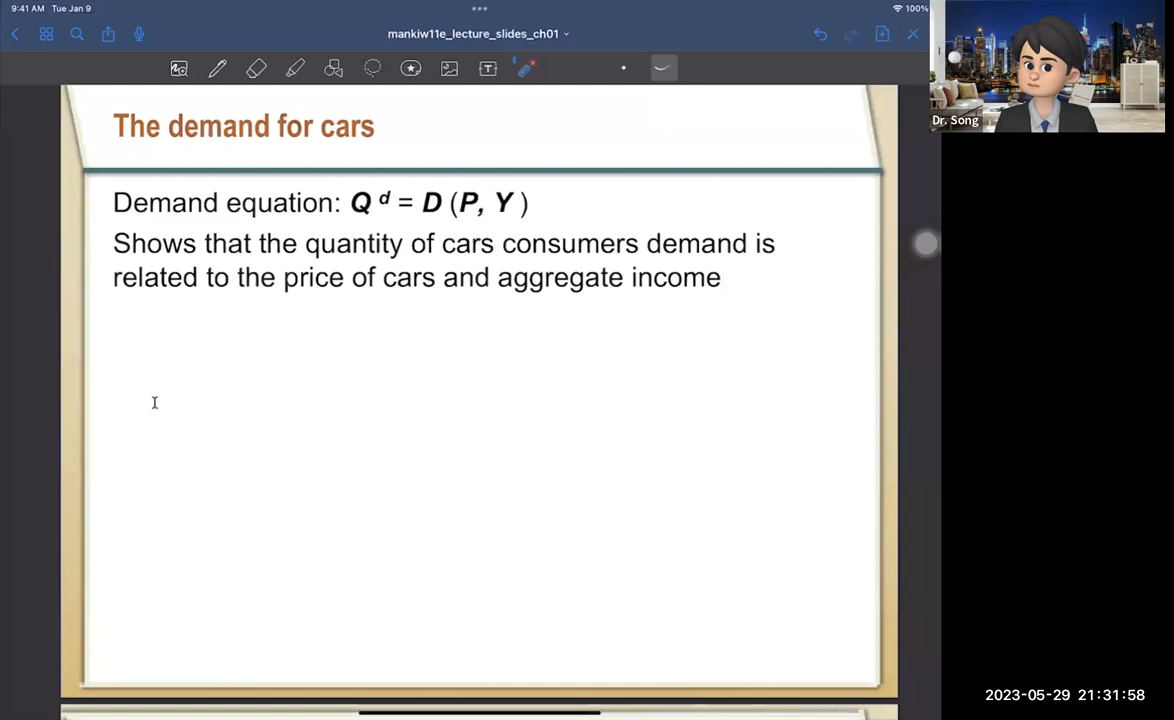 9:41 AM Tue Jan 9
100%
mankiw11e_lecture_slides_ch01
Dr. Song
The demand for cars
Demand equation: Q d = D (P, Y )
Shows that the quantity of cars consumers demand is
related to the price of cars and aggregate income
2023-05-29 21:31:58